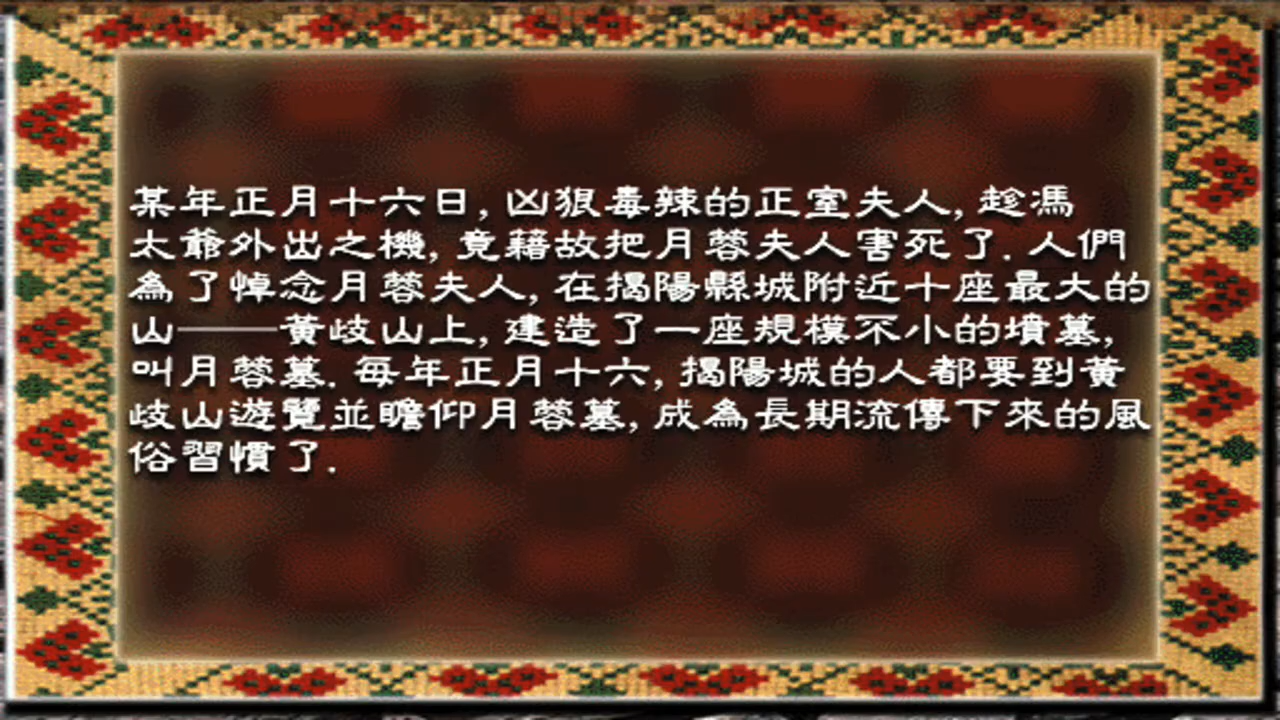 某年正月十六日,凶狠毒辣的正室夫人,趁馮
太爺外出之機,竟藉故把月蓉夫人害死了.人們
為了悼念月蓉夫人,在揭陽縣城附近十座最大的
山——黃歧山上,建造了一座規模不小的墳墓,
叫月蓉墓.每年正月十六,揭陽城的人都要到黃
歧山遊覽並瞻仰月蓉墓,成為長期流傳下來的風
俗習慣了.